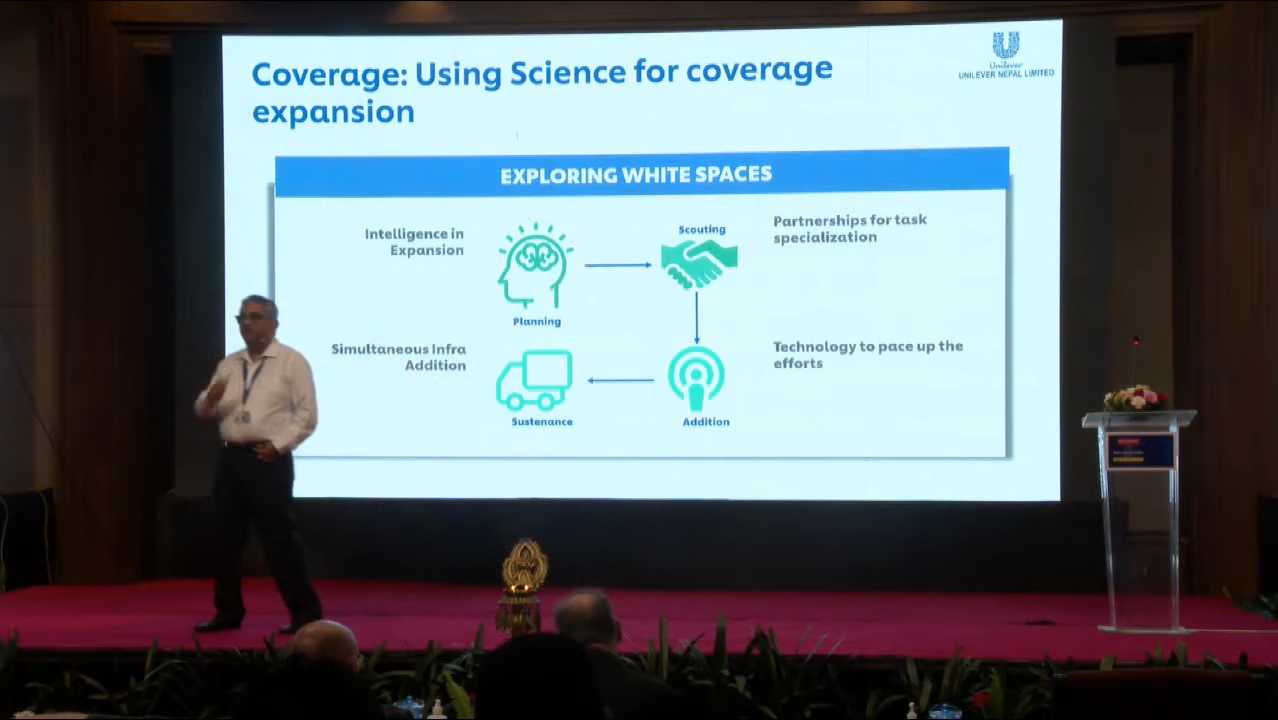 Coverage: Using Science for coverage
expansion
Unilever
UNILEVER NEPAL LIMITED
EXPLORING WHITE SPACES
Intelligence in
Expansion
Planning
Scouting
Partnerships for task
specialization
Simultaneous Infra
Addition
Sustenance
Addition
Technology to pace up the
efforts